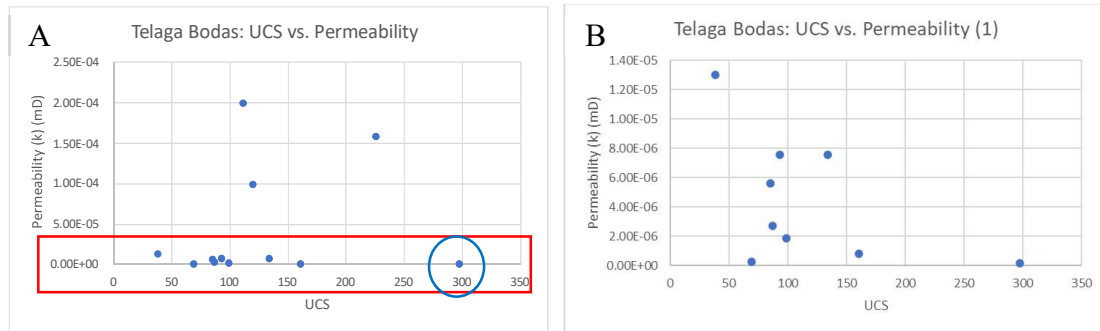 A
Telaga Bodas: UCS vs. Permeability
Permeability (k) (mD)
2.50E-04
2.00E-04
1.50E-04
1.00E-04
5.00E-05
0.00E+00
0 50 100 150 200 250 300 350
UCS
B
Telaga Bodas: UCS vs. Permeability (1)
Permeability (k) (mD)
1.40E-05
1.20E-05
1.00E-05
8.00E-06
6.00E-06
4.00E-06
2.00E-06
0.00E+00
0 50 100 150 200 250 300 350
UCS